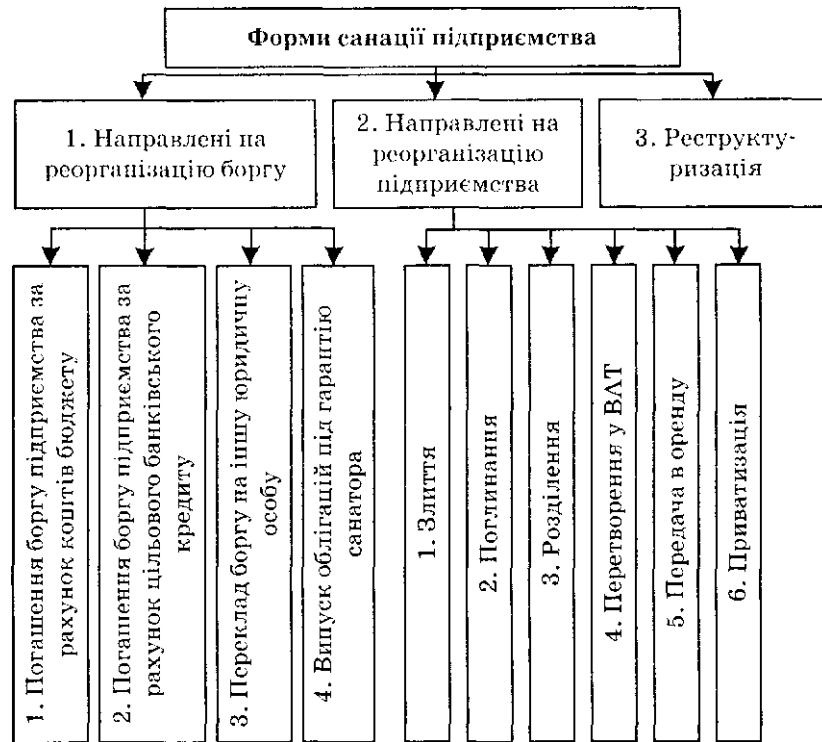 Форми санації підприємства
1. Направлені на
реорганізацію боргу
2. Направлені на
реорганізацію
підприємства
3. Реструкту-
ризація
1. Погашення боргу підприємства за
рахунок коштів бюджету
2. Погашення боргу підприємства за
рахунок цільового банківського
кредиту
3. Переклад боргу на іншу юридичну
особу
4. Випуск облігацій під гарантію
санатора
1. Злиття
2. Поглинання
3. Розділення
4. Перетворення у ВАТ
5. Передача в оренду
6. Приватизація